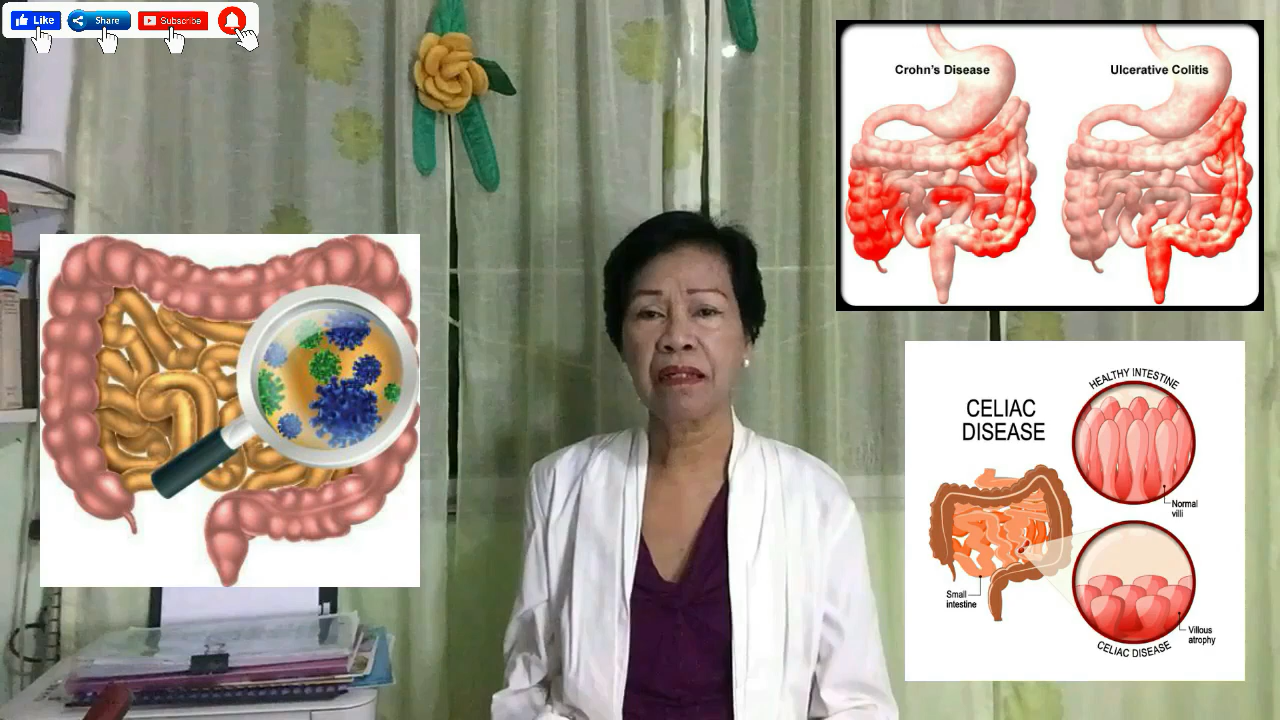 Like
Share
Subscribe
Crohn's Disease
Ulcerative Colitis
CELIAC
DISEASE
HEALTHY INTESTINE
Normal
villi
Small
intestine
Villous
atrophy
CELIAC DISEASE